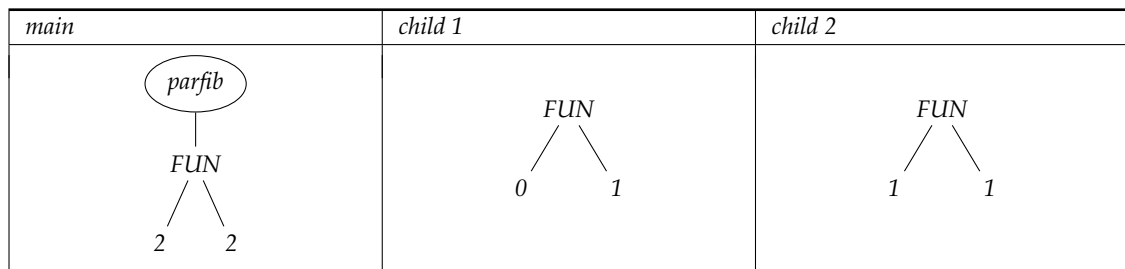 main child 1 child 2
parfib
FUN FUN
FUN
0 1 1 1
2 2